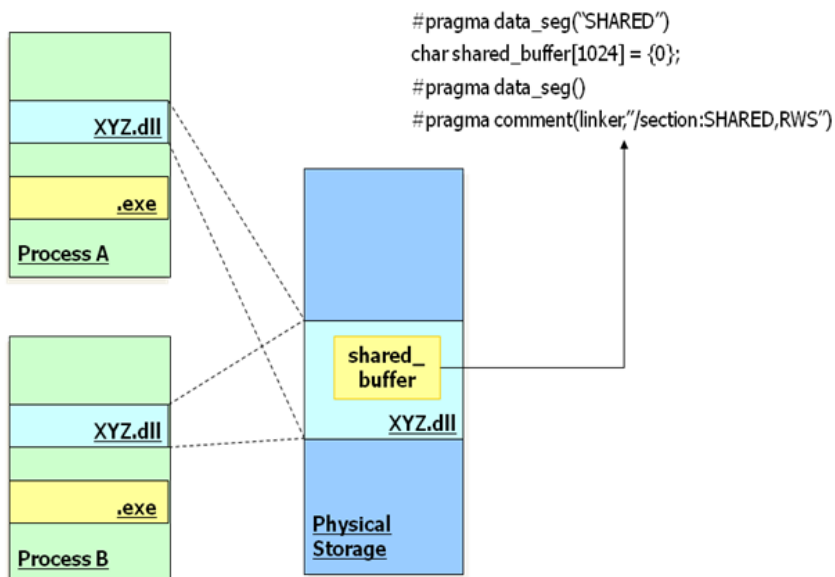 #pragma data_seg("SHARED")
char shared_buffer[1024] = {0};
#pragma data_seg()
#pragma comment(linker,"/section:SHARED,RWS")
XYZ.dll
.exe
Process A
XYZ.dll
.exe
Process B
shared_
buffer
XYZ.dll
Physical
Storage